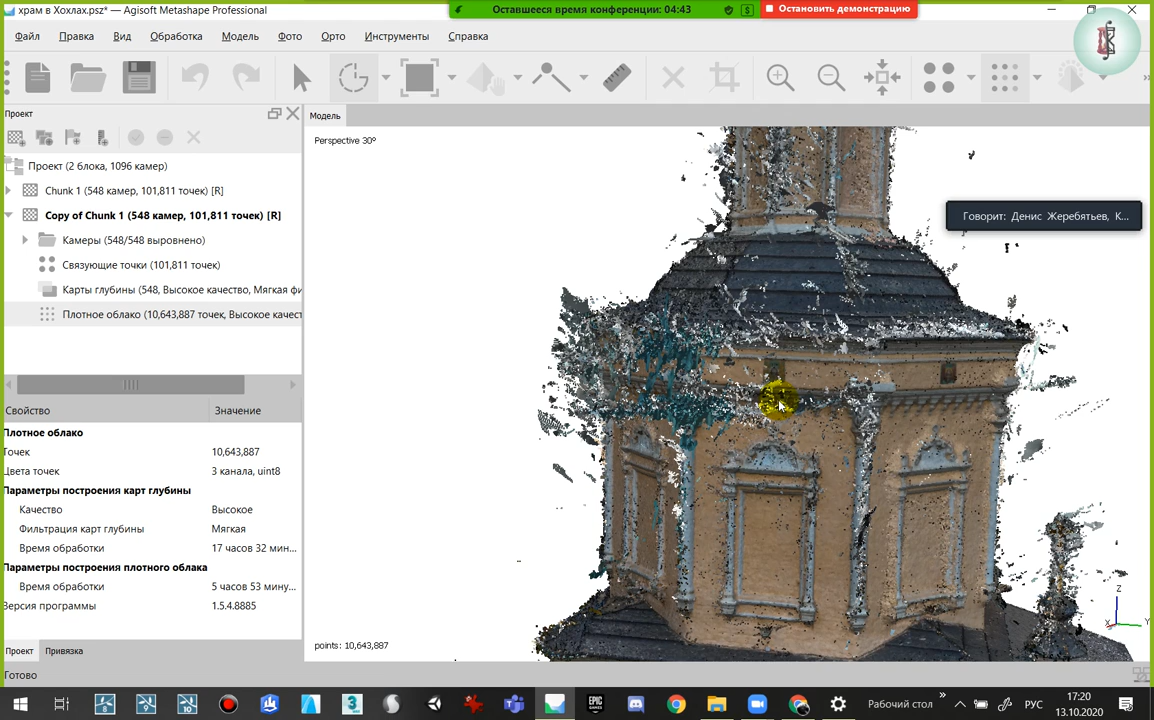 Оставшееся время конференции: 04:43
Остановить демонстрацию
храм в Хохлах.psz* — Agisoft Metashape Professional
Файл Правка Вид Обработка Модель Фото Орто Инструменты Справка
Проект
Модель
Perspective 30°
Проект (2 блока, 1096 камер)
Chunk 1 (548 камер, 101,811 точек) [R]
Copy of Chunk 1 (548 камер, 101,811 точек) [R]
Говорит: Денис Жеребятьев, К...
Камеры (548/548 выровнено)
Связующие точки (101,811 точек)
Карты глубины (548, Высокое качество, Мягкая фи
Плотное облако (10,643,887 точек, Высокое качест
Свойство Значение
Плотное облако
Точек 10,643,887
Цвета точек 3 канала, uint8
Параметры построения карт глубины
Качество Высокое
Фильтрация карт глубины Мягкая
Время обработки 17 часов 32 мин...
Параметры построения плотного облака
Время обработки 5 часов 53 мину...
Версия программы 1.5.4.8885
points: 10,643,887
Z
X
Y
Проект Привязка
Готово
8 9 10 3
EPIC GAMES
Рабочий стол
»
РУС
17:20
13.10.2020